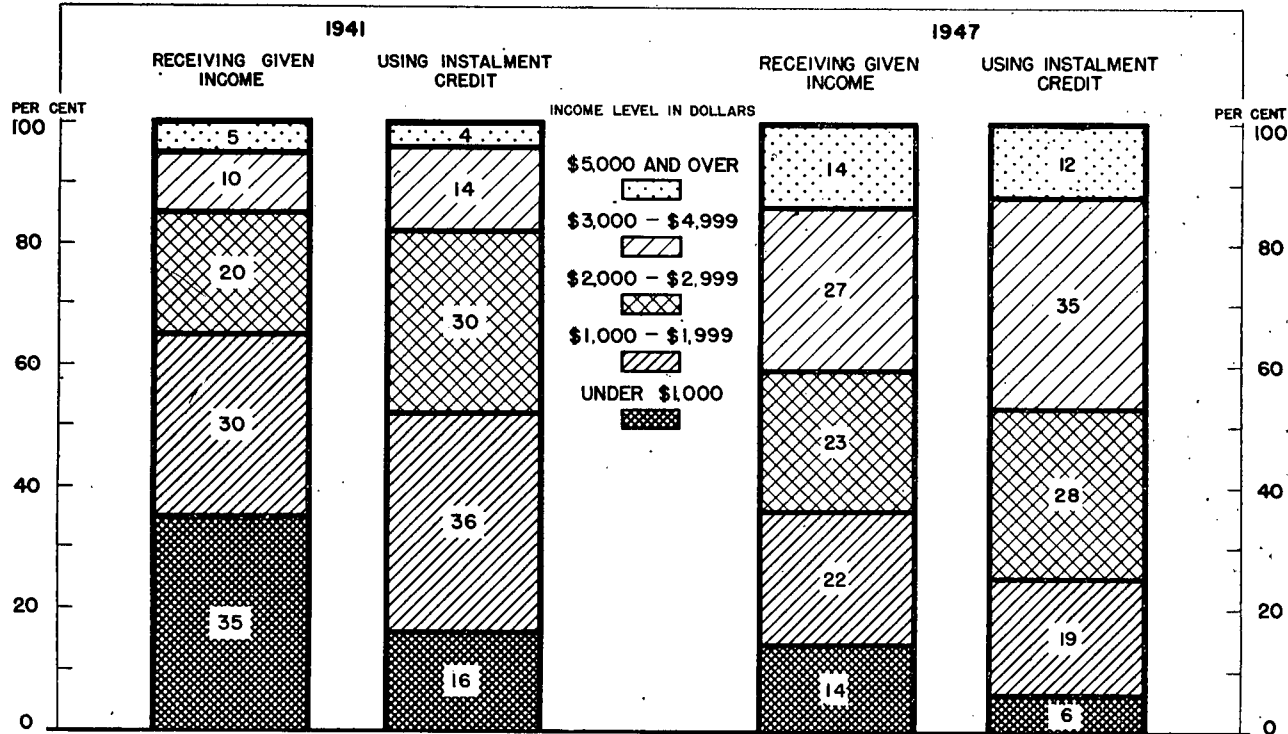 1941
1947
RECEIVING GIVEN
INCOME
USING INSTALMENT
CREDIT
RECEIVING GIVEN
INCOME
USING INSTALMENT
CREDIT
PER CENT
100
80
60
40
20
0
5
10
20
30
35
4
14
30
36
16
INCOME LEVEL IN DOLLARS
$5,000 AND OVER
$3,000 – $4,999
$2,000 – $2,999
$1,000 – $1,999
UNDER $1,000
14
27
23
22
14
12
35
28
19
6
PER CENT
100
80
60
40
20
0